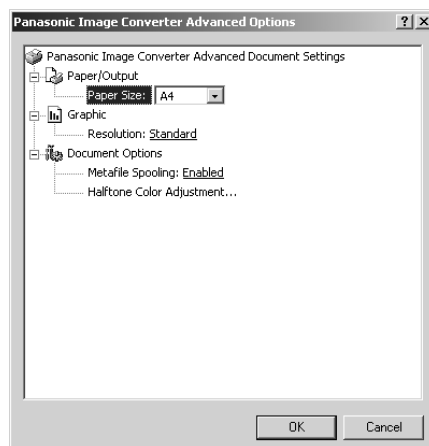 Panasonic Image Converter Advanced Options
Panasonic Image Converter Advanced Document Settings
Paper/Output
Paper Size: A4
Graphic
Resolution: Standard
Document Options
Metafile Spooling: Enabled
Halftone Color Adjustment...
OK Cancel